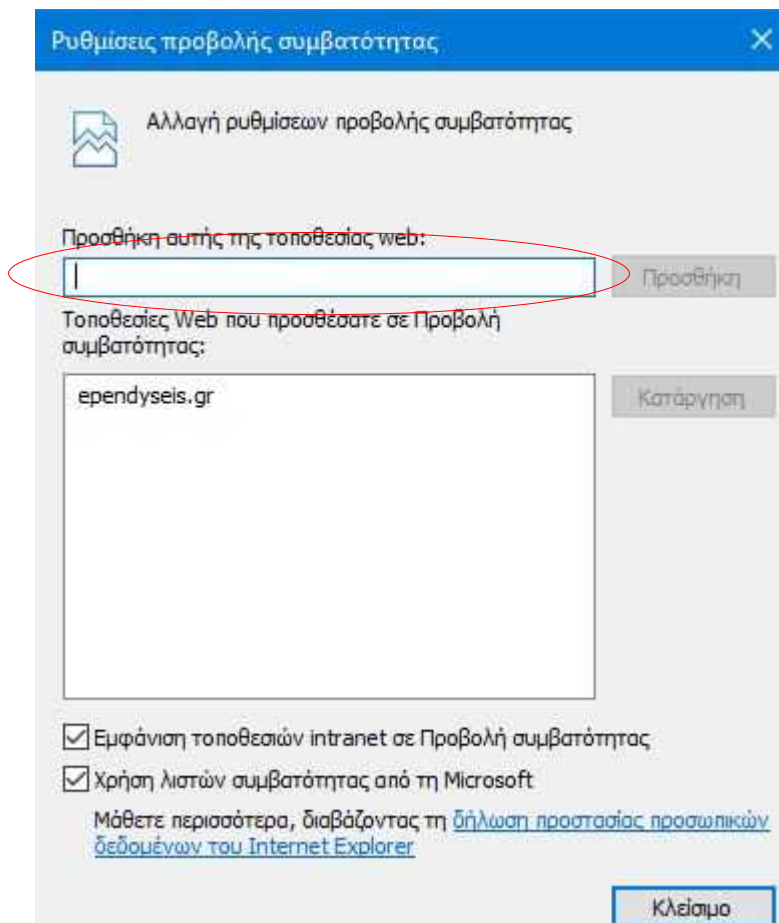 Ρυθμίσεις προβολής συμβατότητας
Αλλαγή ρυθμίσεων προβολής συμβατότητας
Προσθήκη αυτής της τοποθεσίας web:
Προσθήκη
Τοποθεσίες Web που προσθέσατε σε Προβολή
συμβατότητας:
ependyseis.gr
Κατάργηση
Εμφάνιση τοποθεσιών intranet σε Προβολή συμβατότητας
Χρήση λιστών συμβατότητας από τη Microsoft
Μάθετε περισσότερα, διαβάζοντας τη δήλωση προστασίας προσωπικών
δεδομένων του Internet Explorer
Κλείσιμο